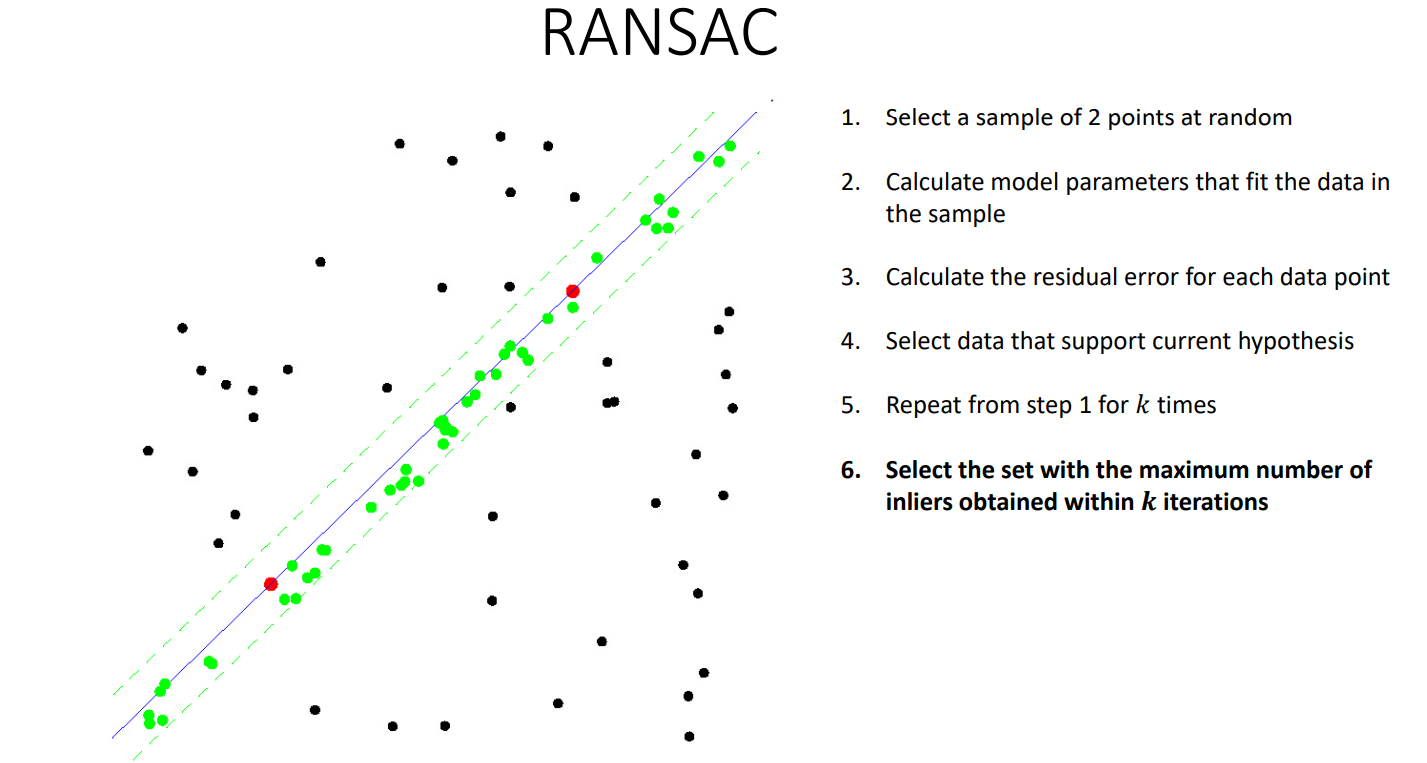 RANSAC
1. Select a sample of 2 points at random
2. Calculate model parameters that fit the data in
the sample
3. Calculate the residual error for each data point
4. Select data that support current hypothesis
5. Repeat from step 1 for k times
6. Select the set with the maximum number of
inliers obtained within k iterations